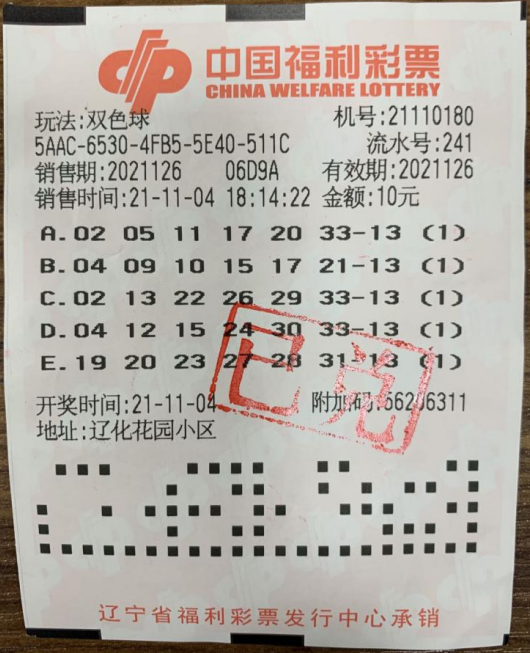 中国福利彩票
CHINA WELFARE LOTTERY
玩法:双色球 机号:21110180
5AAC-6530-4FB5-5E40-511C 流水号:241
销售期:2021126 06D9A 有效期:2021126
销售时间:21-11-04 18:14:22 金额:10元
A.02 05 11 17 20 33-13 (1)
B.04 09 10 15 17 21-13 (1)
C.02 13 22 26 29 33-13 (1)
D.04 12 15 24 30 33-13 (1)
E.19 20 23 27 28 31-13 (1)
已兑
开奖时间:21-11-04 附加码:56206311
地址:辽化花园小区
辽宁省福利彩票发行中心承销